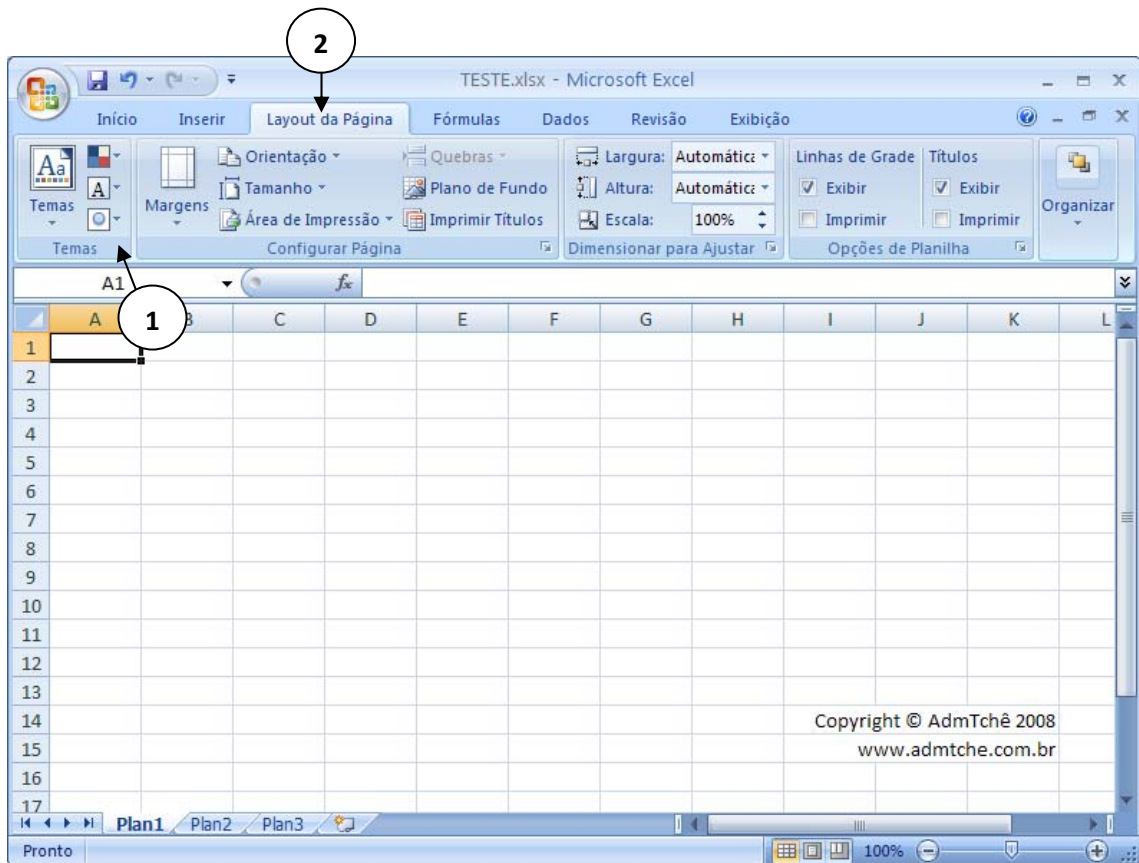 2
TESTE.xlsx - Microsoft Excel
Início Inserir Layout da Página Fórmulas Dados Revisão Exibição
Aa Orientação Quebras Largura: Automática Linhas de Grade Títulos
A Tamanho Plano de Fundo Altura: Automática Exibir Exibir
Temas Margens Área de Impressão Imprimir Títulos Escala: 100% Imprimir Imprimir Organizar
Temas Configurar Página Dimensionar para Ajustar Opções de Planilha
A1 fx
1
A B C D E F G H I J K L
1
2
3
4
5
6
7
8
9
10
11
12
13
14 Copyright © AdmTchê 2008
15 www.admtche.com.br
16
17
Plan1 Plan2 Plan3
Pronto 100%